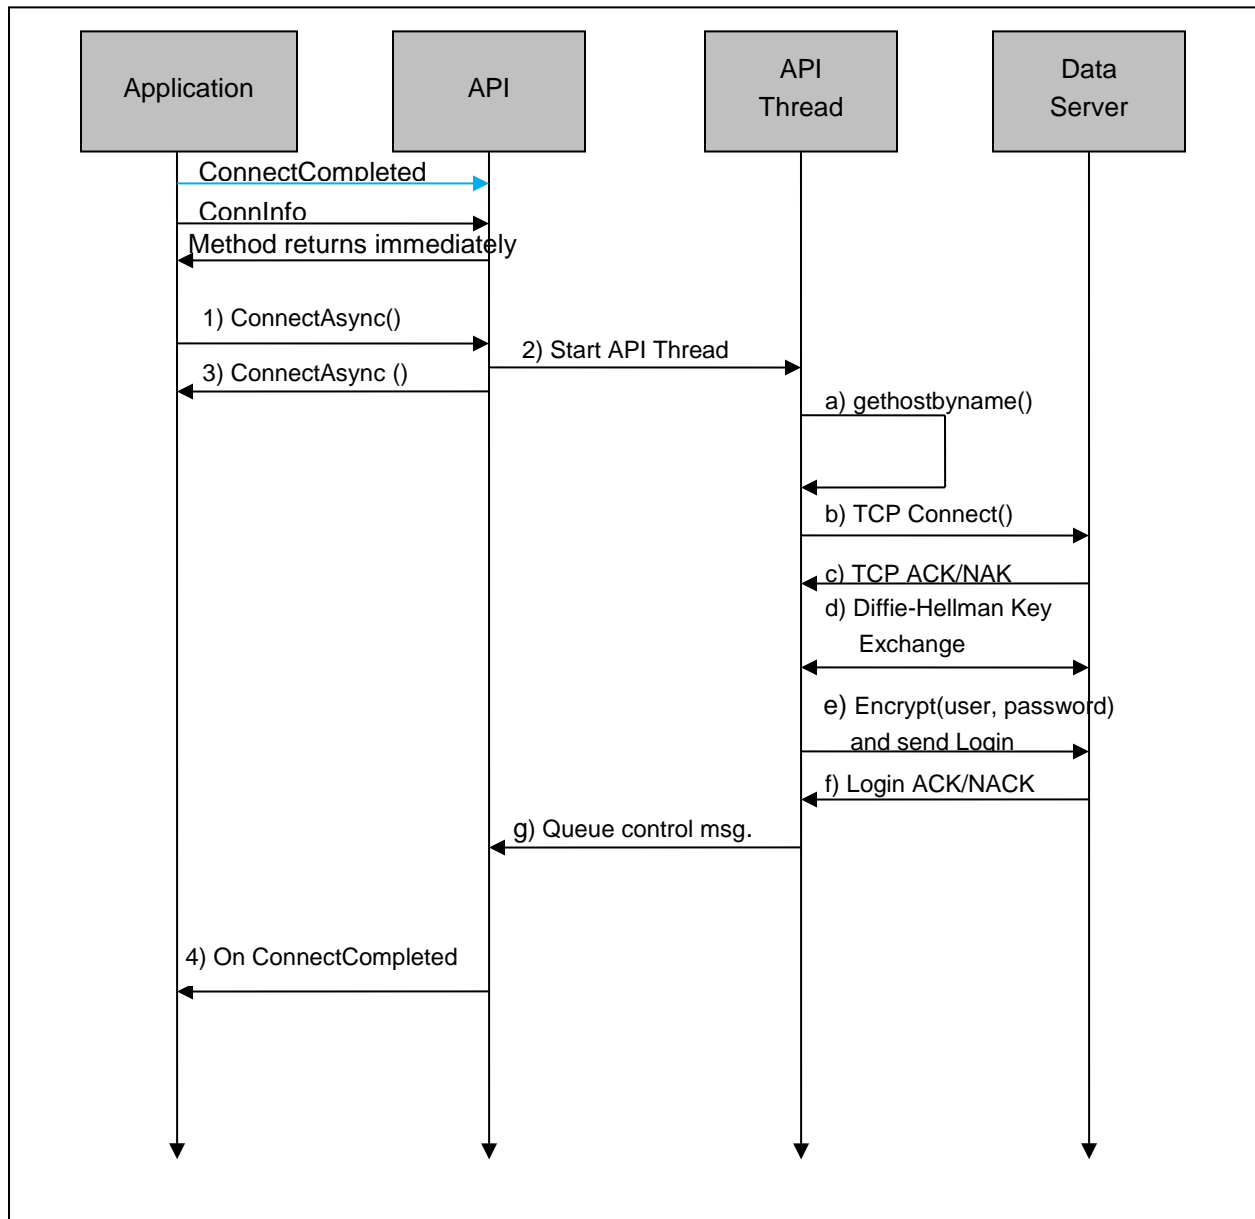 Application
API
API
Thread
Data
Server
ConnectCompleted
ConnInfo
Method returns immediately
1) ConnectAsync()
2) Start API Thread
3) ConnectAsync ()
a) gethostbyname()
b) TCP Connect()
c) TCP ACK/NAK
d) Diffie-Hellman Key
Exchange
e) Encrypt(user, password)
and send Login
f) Login ACK/NACK
g) Queue control msg.
4) On ConnectCompleted